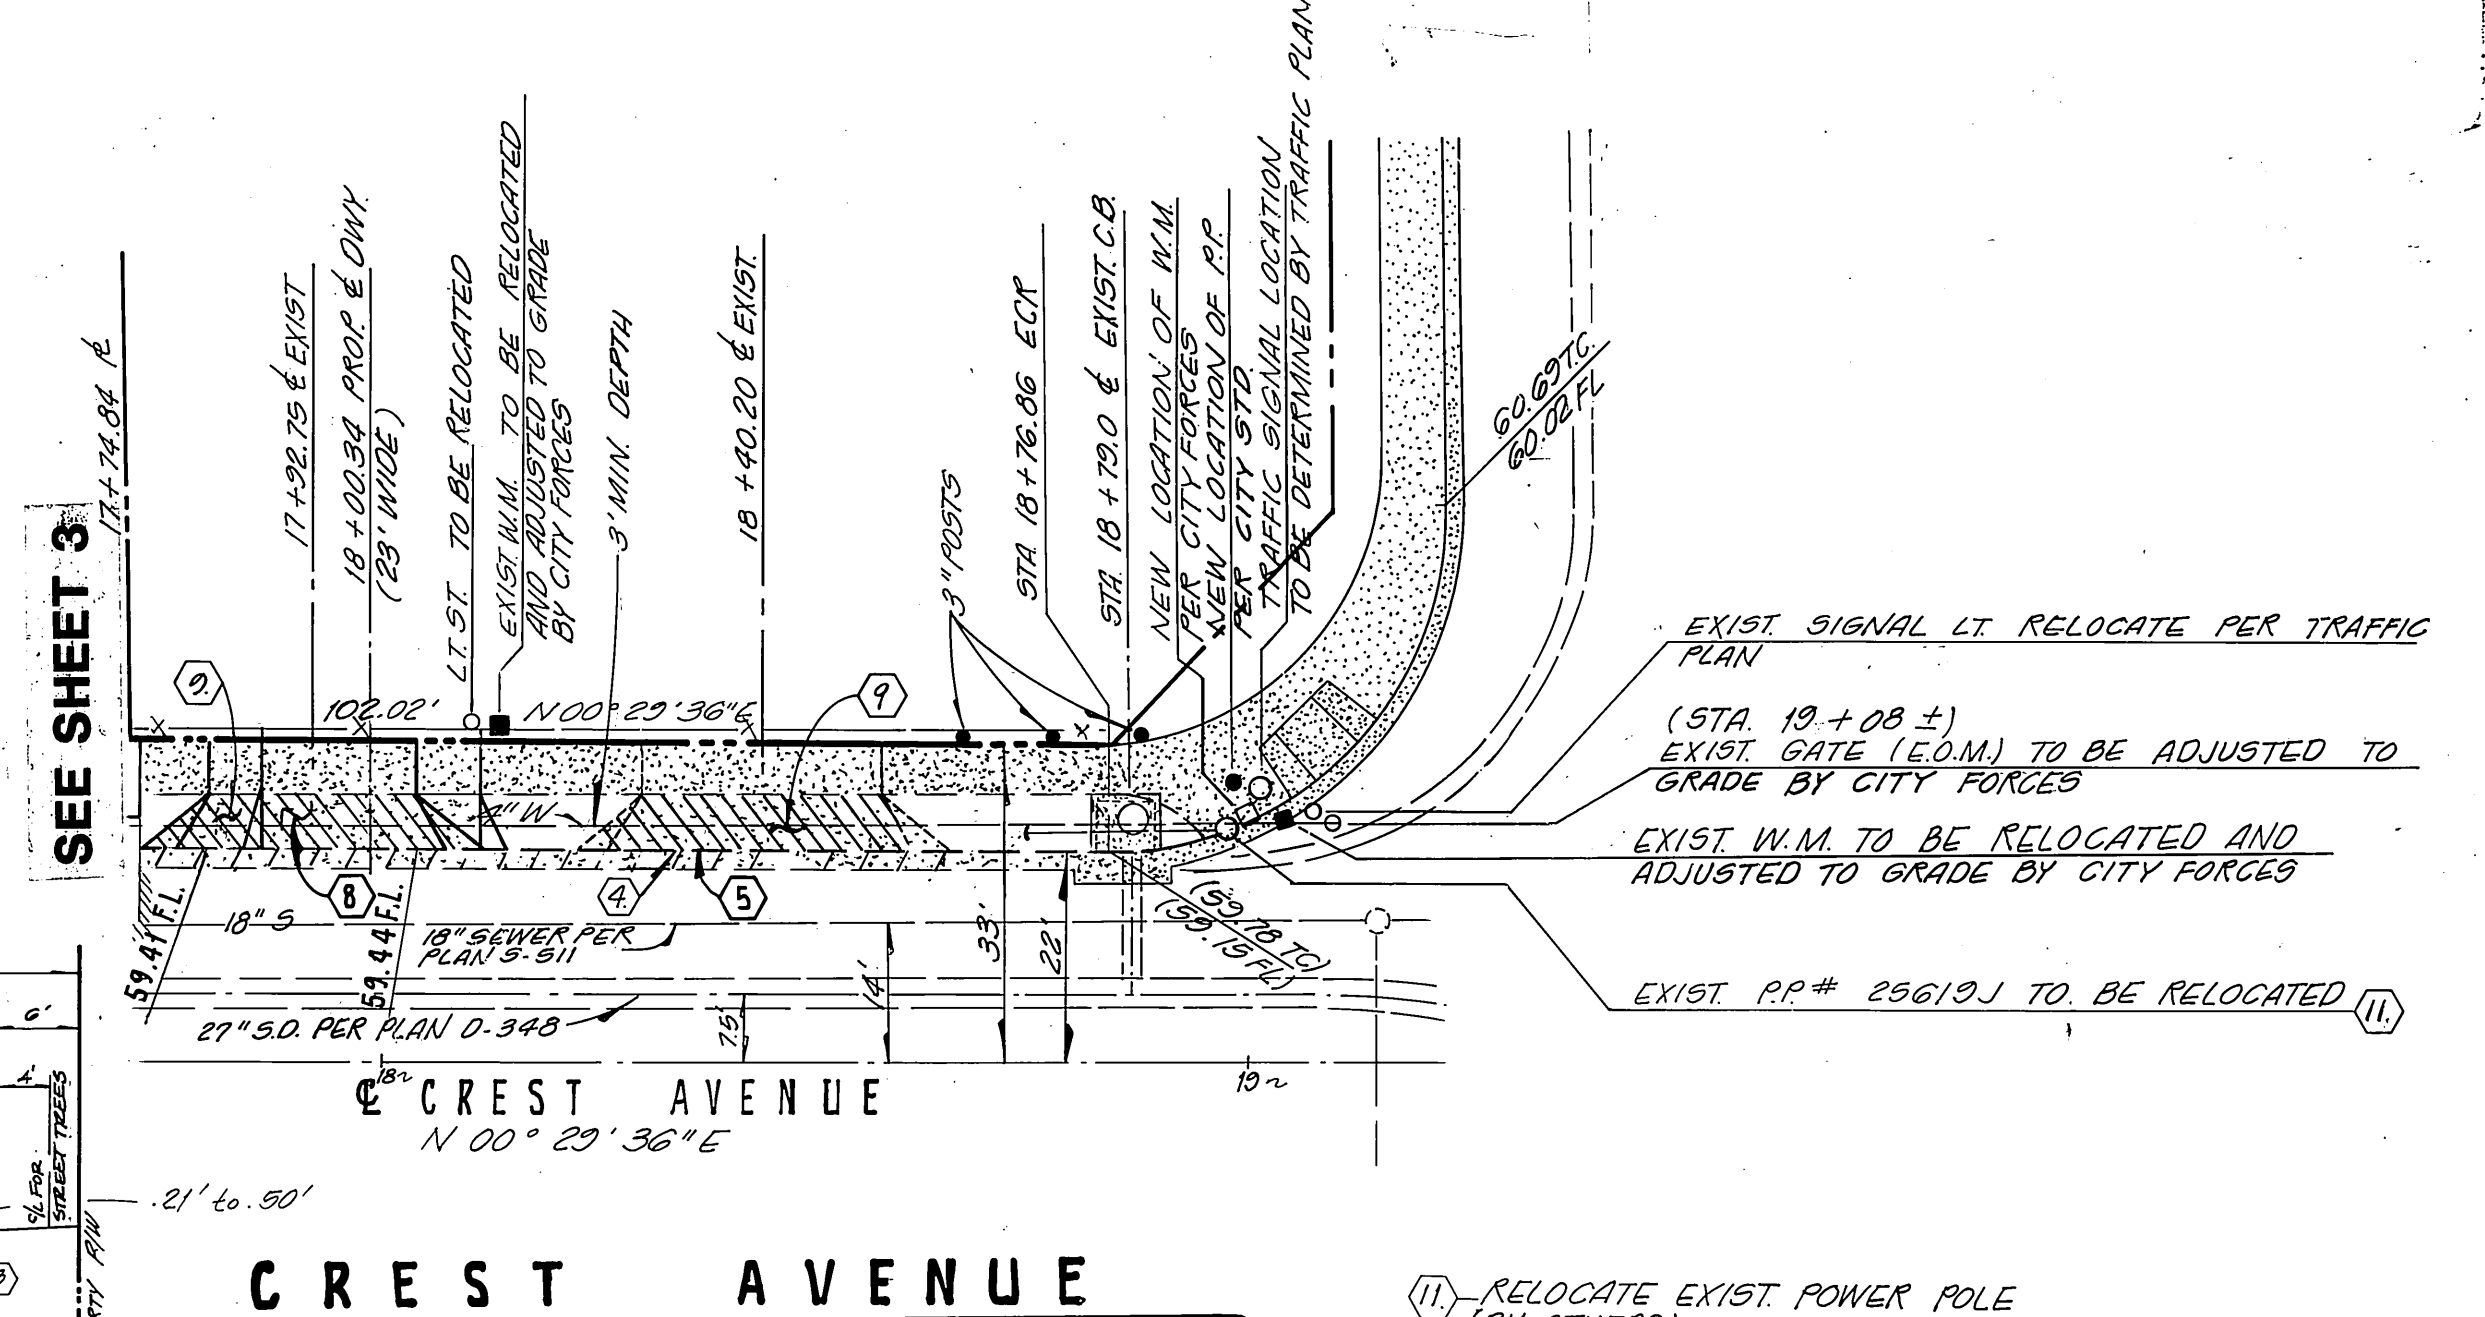 SEE SHEET 3
17+74.84 ⅊
17+92.75 ℄ EXIST
18+00.34 PROP. ℄ DWY.
(23' WIDE)
LT. ST. TO BE RELOCATED
EXIST. W.M. TO BE RELOCATED
AND ADJUSTED TO GRADE
BY CITY FORCES
3' MIN. DEPTH
18+40.20 ℄ EXIST.
3" POSTS
STA 18+76.86 ECR
STA. 18+79.0 ℄ EXIST. C.B.
NEW LOCATION OF W.M.
PER CITY FORCES
NEW LOCATION OF P.P.
PER CITY STD.
TRAFFIC SIGNAL LOCATION
TO BE DETERMINED BY TRAFFIC PLAN
60.69 T.C.
60.02 FL
EXIST. SIGNAL LT. RELOCATE PER TRAFFIC
PLAN
(STA. 19+08 ±)
EXIST. GATE (E.O.M.) TO BE ADJUSTED TO
GRADE BY CITY FORCES
EXIST. W.M. TO BE RELOCATED AND
ADJUSTED TO GRADE BY CITY FORCES
EXIST. P.P. # 25619J TO. BE RELOCATED
11.
9.
102.02'
N 00° 29' 36" E
9
"W
8
4.
5
59.41 F.L.
18" S
59.44 F.L.
18" SEWER PER
PLAN S-511
14'
33'
22'
(59.78 TC)
(59.15 FL)
27" S.D. PER PLAN D-348
7.5'
18
19
℄ CREST AVENUE
N 00° 29' 36" E
6'
4'
C/L FOR
STREET TREES
.21' to .50'
RTY R/W
CREST AVENUE
11. RELOCATE EXIST. POWER POLE